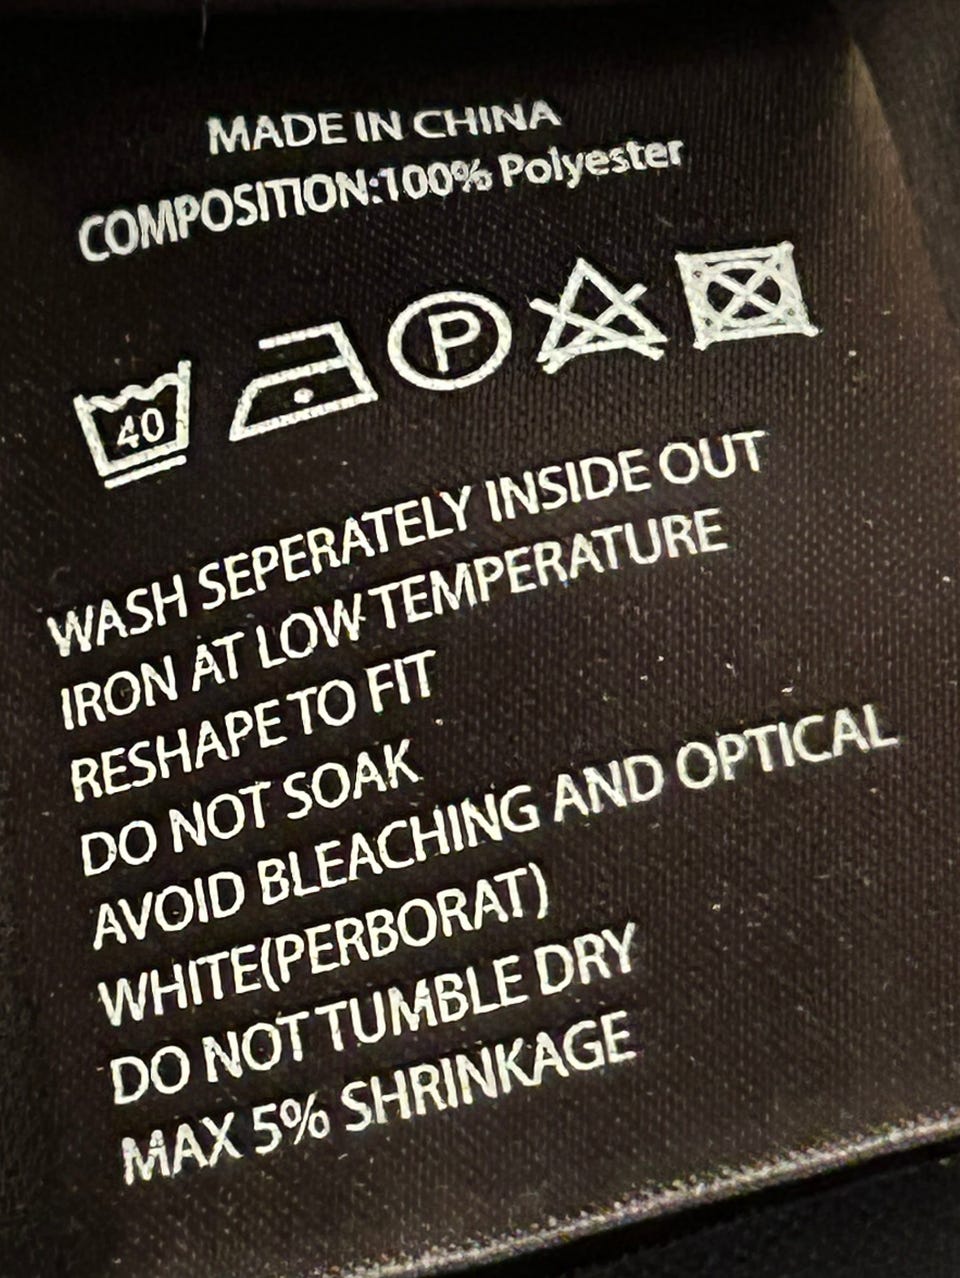 MADE IN CHINA
COMPOSITION:100% Polyester
40 P
WASH SEPERATELY INSIDE OUT
IRON AT LOW TEMPERATURE
RESHAPE TO FIT
DO NOT SOAK
AVOID BLEACHING AND OPTICAL
WHITE(PERBORAT)
DO NOT TUMBLE DRY
MAX 5% SHRINKAGE